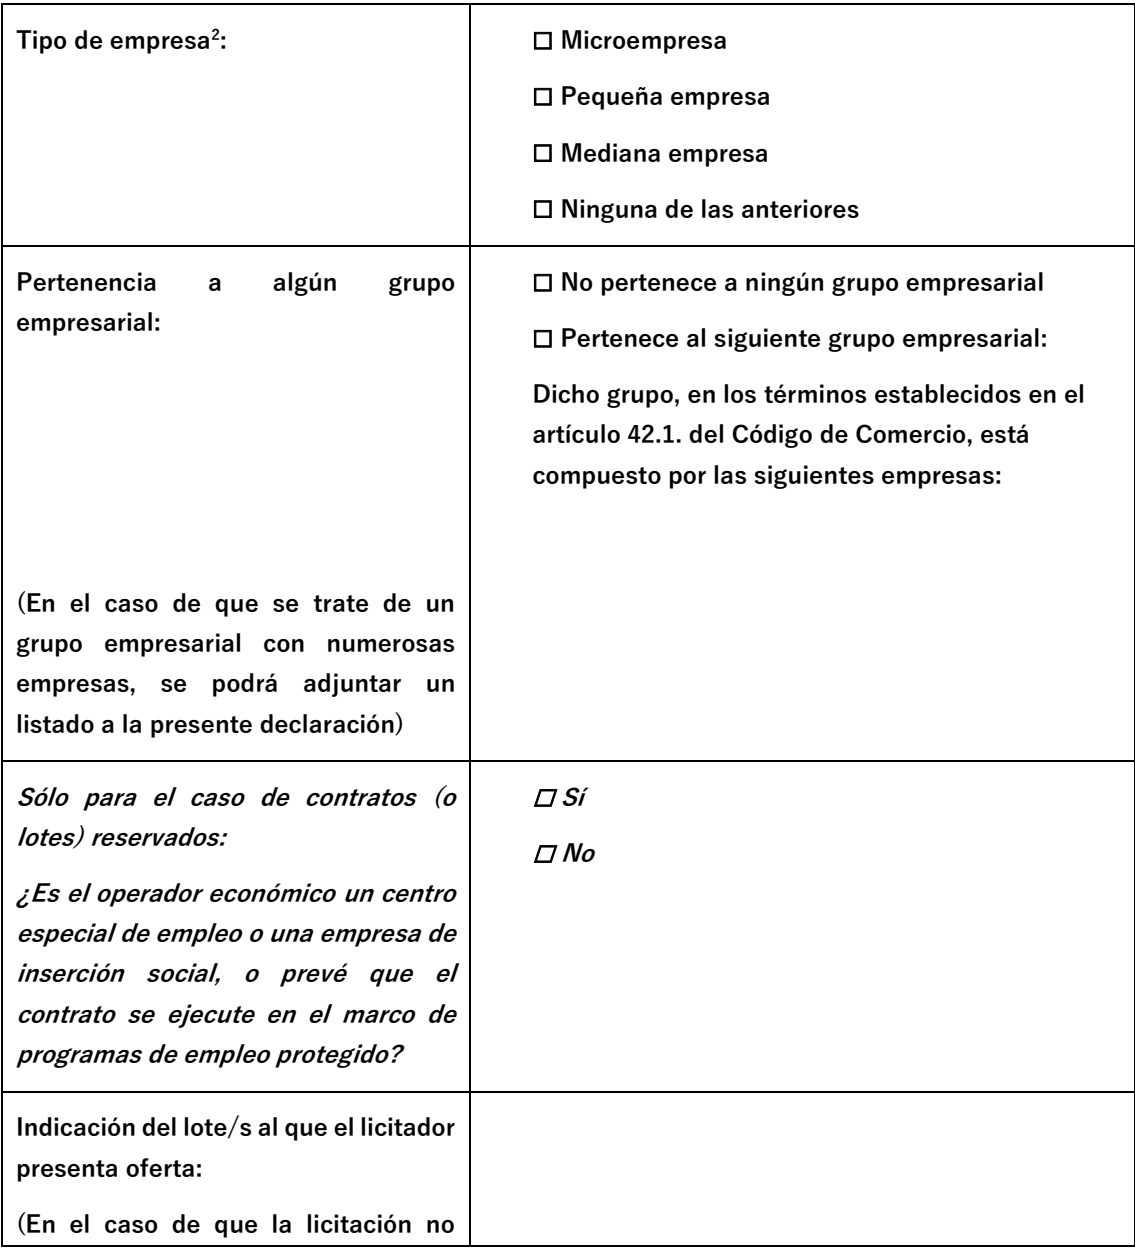 Tipo de empresa²:
☐ Microempresa
☐ Pequeña empresa
☐ Mediana empresa
☐ Ninguna de las anteriores
Pertenencia a algún grupo
empresarial:
(En el caso de que se trate de un
grupo empresarial con numerosas
empresas, se podrá adjuntar un
listado a la presente declaración)
☐ No pertenece a ningún grupo empresarial
☐ Pertenece al siguiente grupo empresarial:
Dicho grupo, en los términos establecidos en el
artículo 42.1. del Código de Comercio, está
compuesto por las siguientes empresas:
Sólo para el caso de contratos (o
lotes) reservados:
¿Es el operador económico un centro
especial de empleo o una empresa de
inserción social, o prevé que el
contrato se ejecute en el marco de
programas de empleo protegido?
☐ Sí
☐ No
Indicación del lote/s al que el licitador
presenta oferta:
(En el caso de que la licitación no